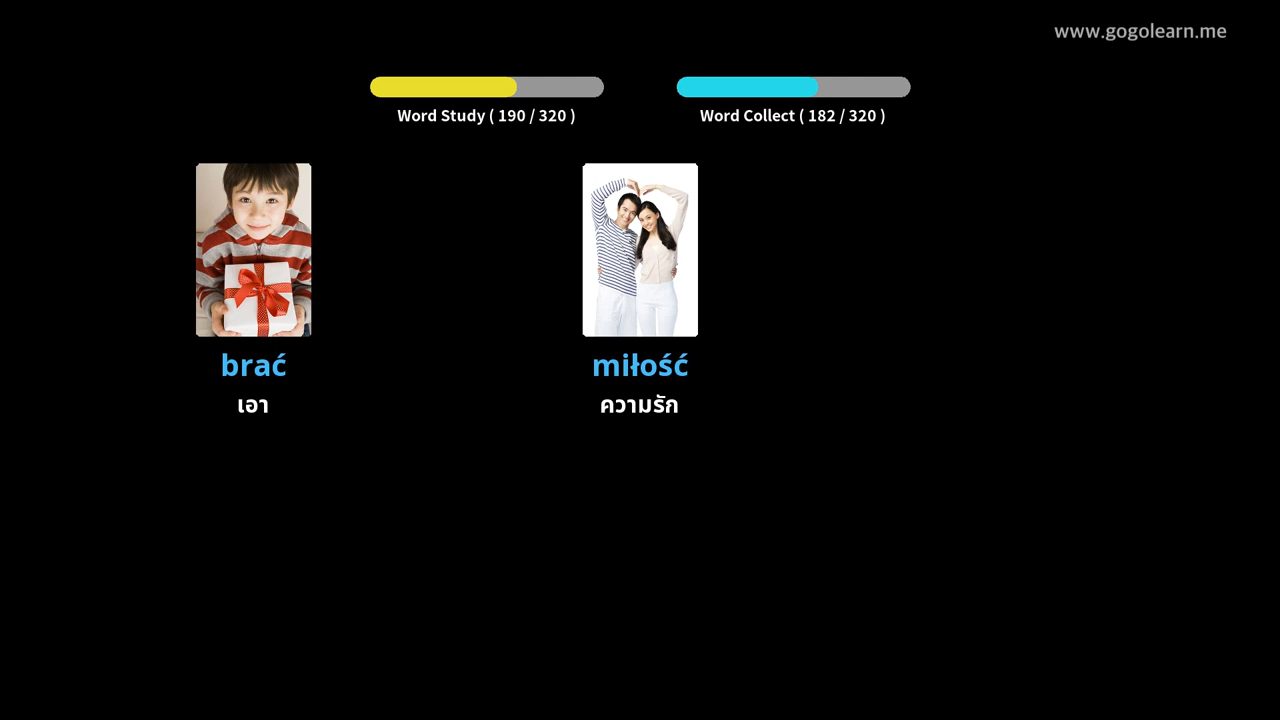 www.gogolearn.me
Word Study ( 190 / 320 )
Word Collect ( 182 / 320 )
brać
เอา
miłość
ความรัก